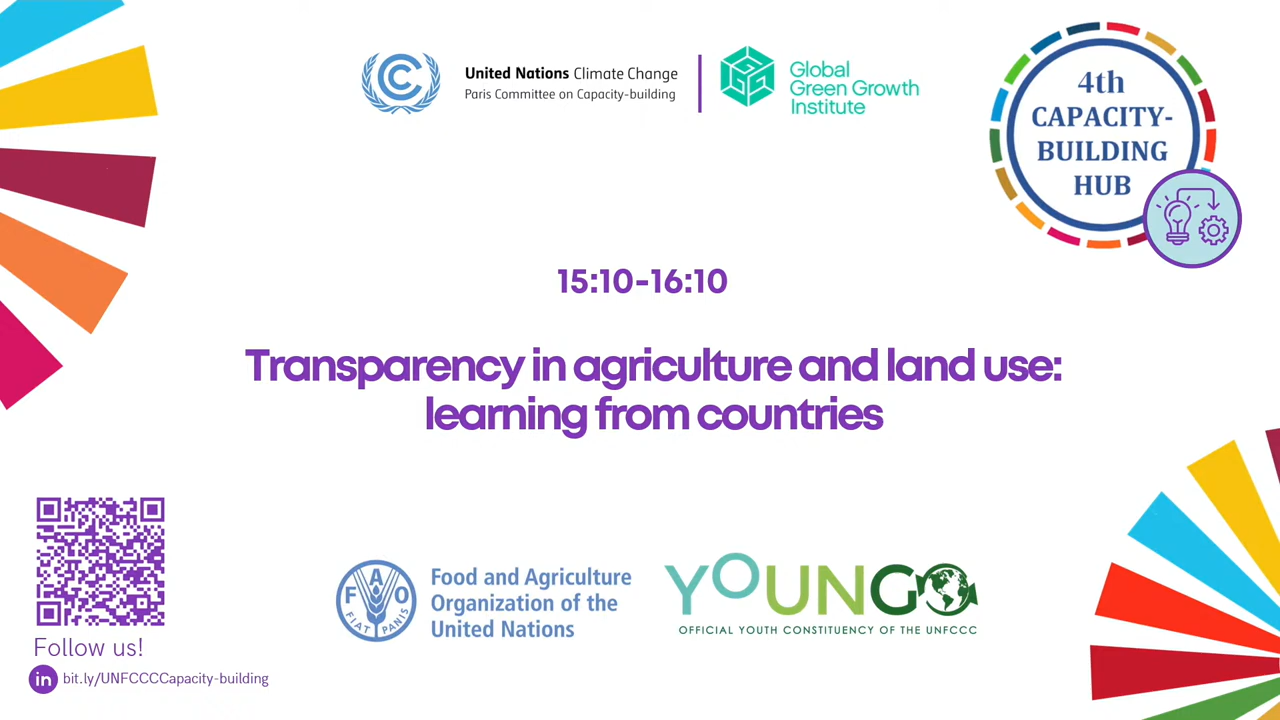 United Nations Climate Change
Paris Committee on Capacity-building
Global
Green Growth
Institute
4th
CAPACITY-
BUILDING
HUB
15:10-16:10
Transparency in agriculture and land use:
learning from countries
Follow us!
in bit.ly/UNFCCCCapacity-building
FAO
FIAT PANIS
Food and Agriculture
Organization of the
United Nations
YOUNGO
OFFICIAL YOUTH CONSTITUENCY OF THE UNFCCC